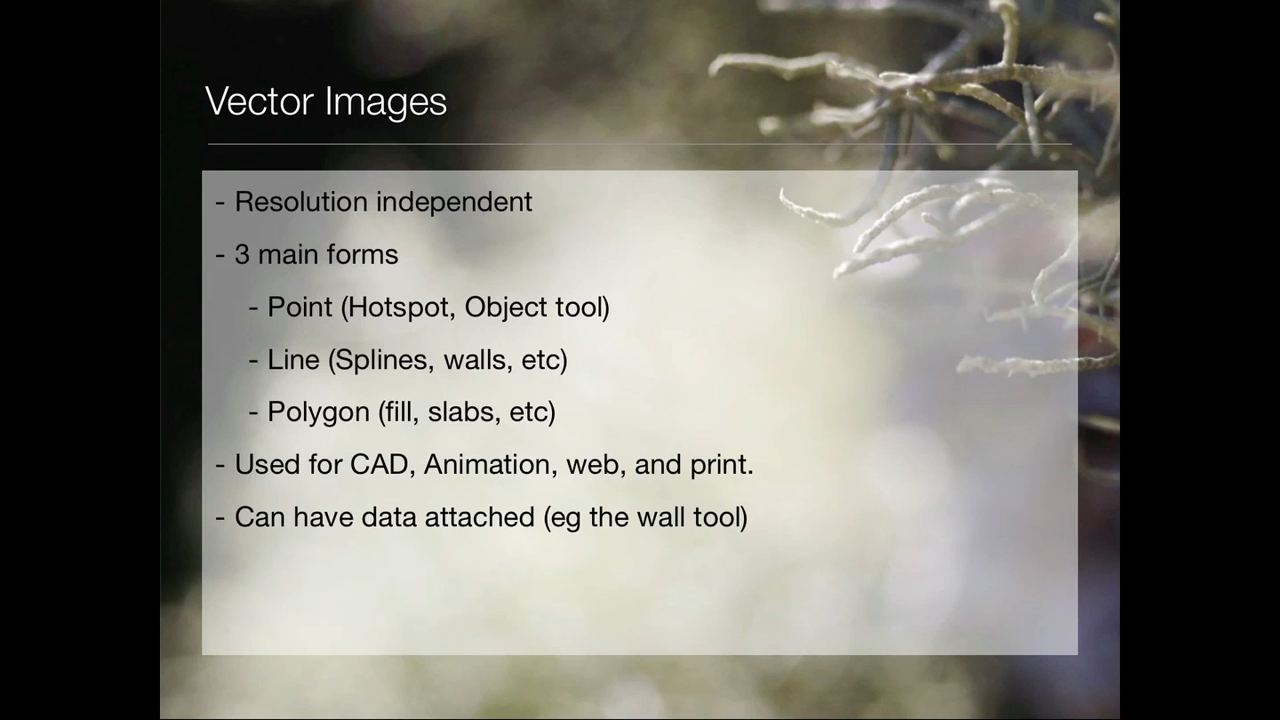 Vector Images
- Resolution independent
- 3 main forms
- Point (Hotspot, Object tool)
- Line (Splines, walls, etc)
- Polygon (fill, slabs, etc)
- Used for CAD, Animation, web, and print.
- Can have data attached (eg the wall tool)